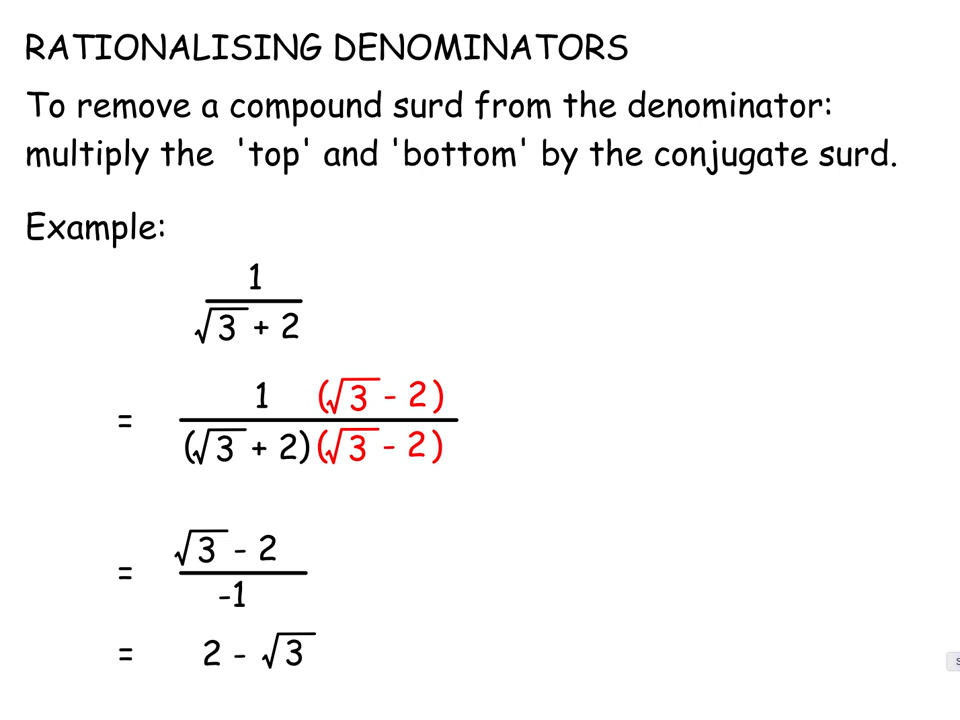 RATIONALISING DENOMINATORS
To remove a compound surd from the denominator:
multiply the 'top' and 'bottom' by the conjugate surd.
Example:
1
√3 + 2
= 1 (√3 - 2)
(√3 + 2)(√3 - 2)
= √3 - 2
-1
= 2 - √3